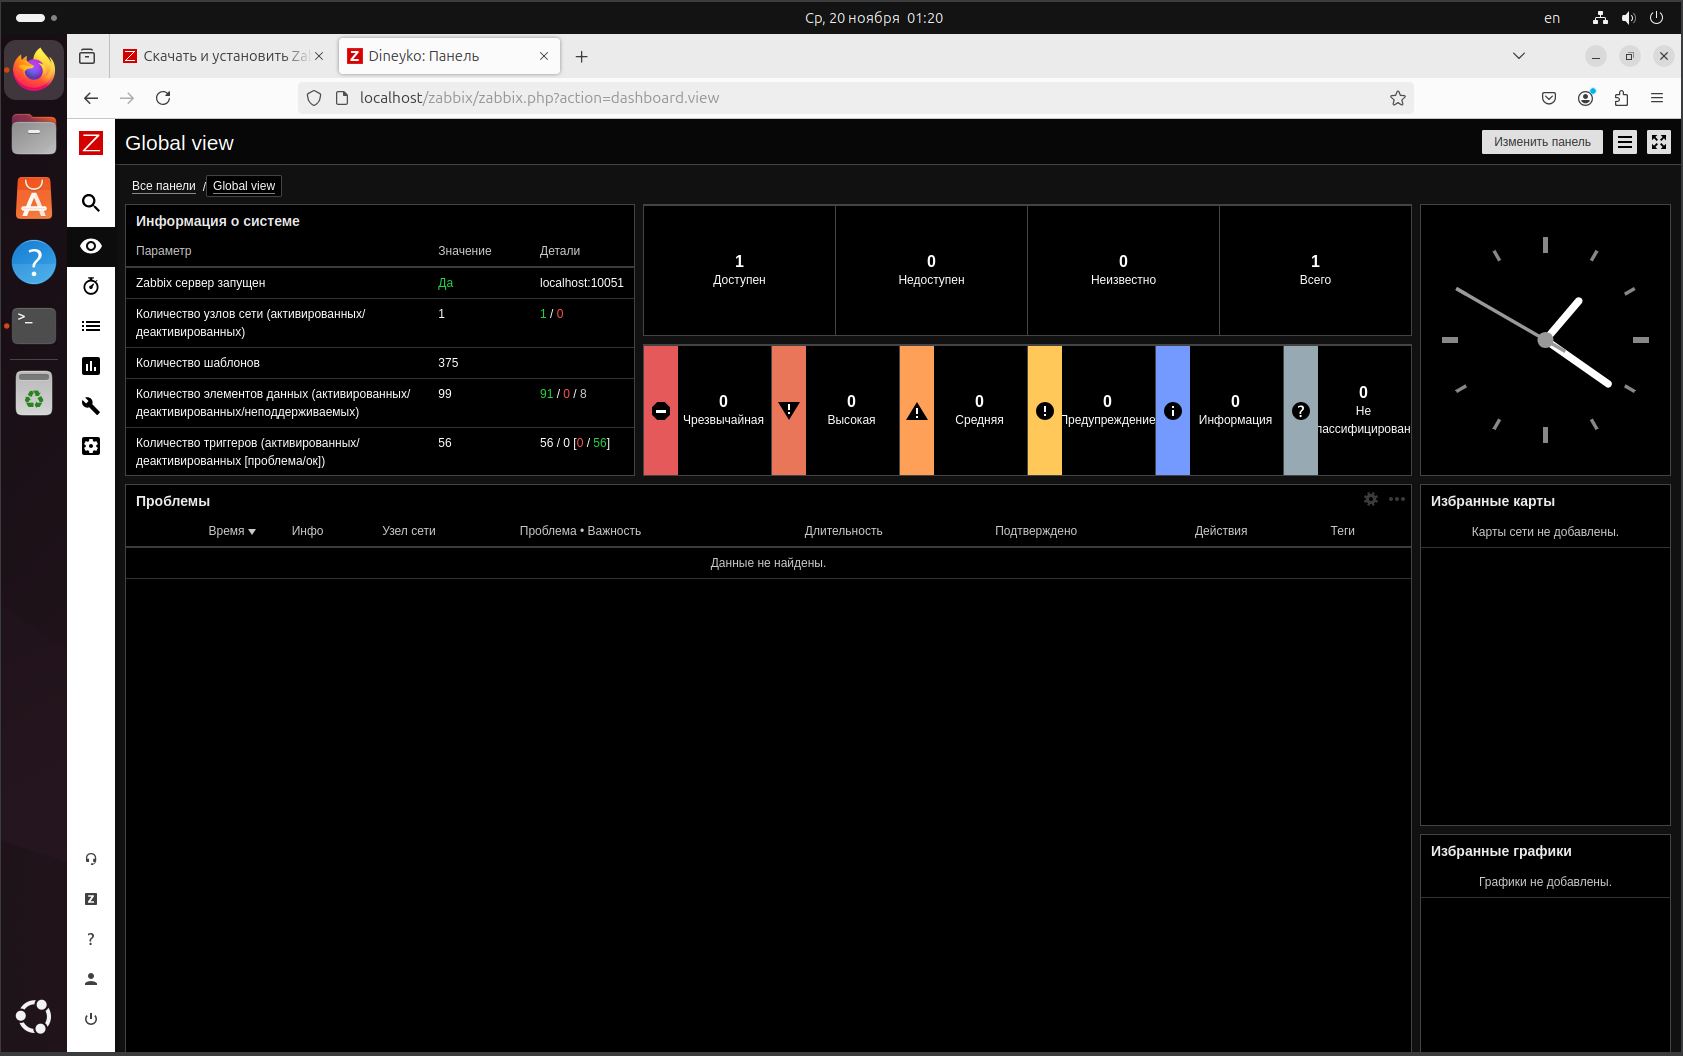 Ср, 20 ноября 01:20
en
Скачать и установить Za
Z Dineyko: Панель
localhost/zabbix/zabbix.php?action=dashboard.view
Z
Global view
Изменить панель
Все панели / Global view
Информация о системе
Параметр Значение Детали
Zabbix сервер запущен Да localhost:10051
Количество узлов сети (активированных/
деактивированных) 1 1 / 0
Количество шаблонов 375
Количество элементов данных (активированных/
деактивированных/неподдерживаемых) 99 91 / 0 / 8
Количество триггеров (активированных/
деактивированных [проблема/ок]) 56 56 / 0 [0 / 56]
1
Доступен
0
Недоступен
0
Неизвестно
1
Всего
0
Чрезвычайная
0
Высокая
0
Средняя
0
Предупреждение
0
Информация
0
Не
лассифицирован
Проблемы
Время Инфо Узел сети Проблема • Важность Длительность Подтверждено Действия Теги
Данные не найдены.
Избранные карты
Карты сети не добавлены.
Избранные графики
Графики не добавлены.
Z
?